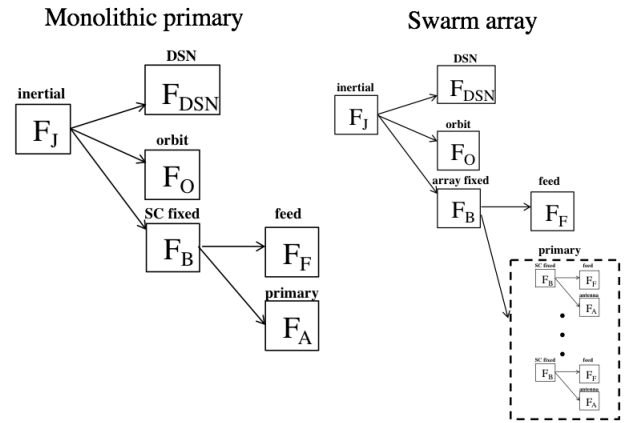 Monolithic primary
DSN
F_DSN
inertial
F_J
orbit
F_O
SC fixed
F_B
feed
F_F
primary
F_A
Swarm array
DSN
F_DSN
inertial
F_J
orbit
F_O
array fixed
F_B
feed
F_F
primary
SC fixed
F_B
feed
F_F
antenna
F_A
SC fixed
F_B
feed
F_F
antenna
F_A